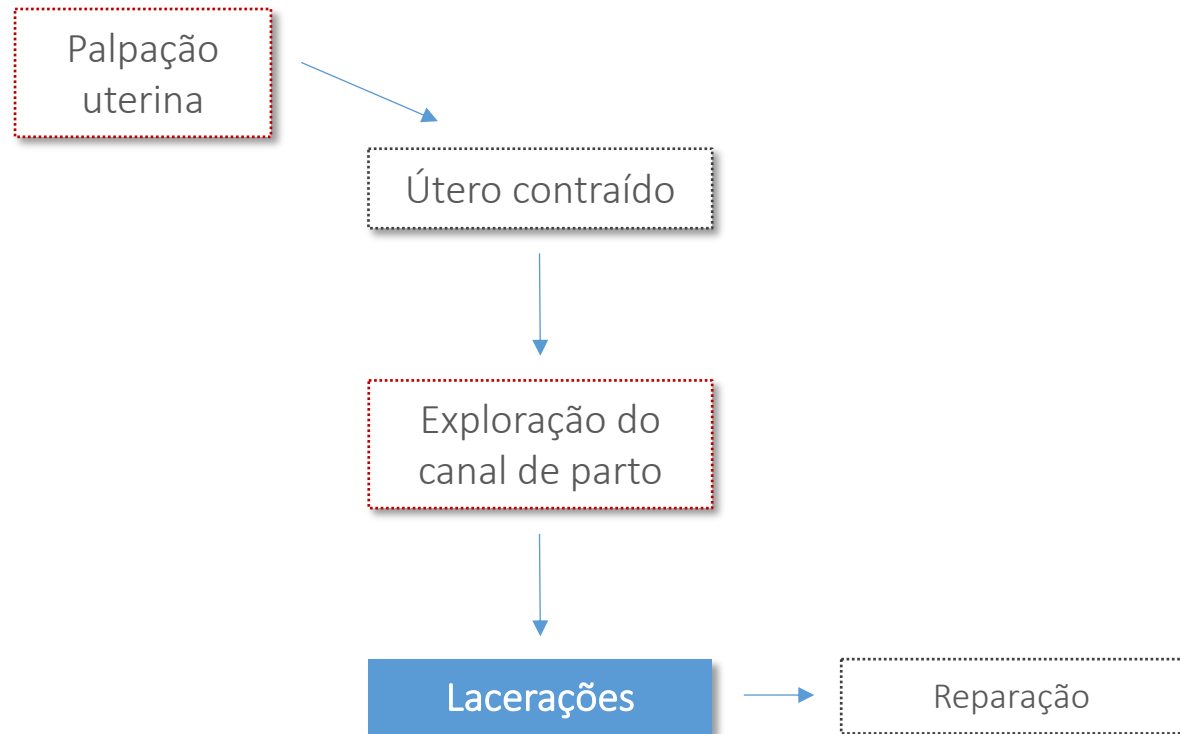 Palpação
uterina
Útero contraído
Exploração do
canal de parto
Lacerações
Reparação